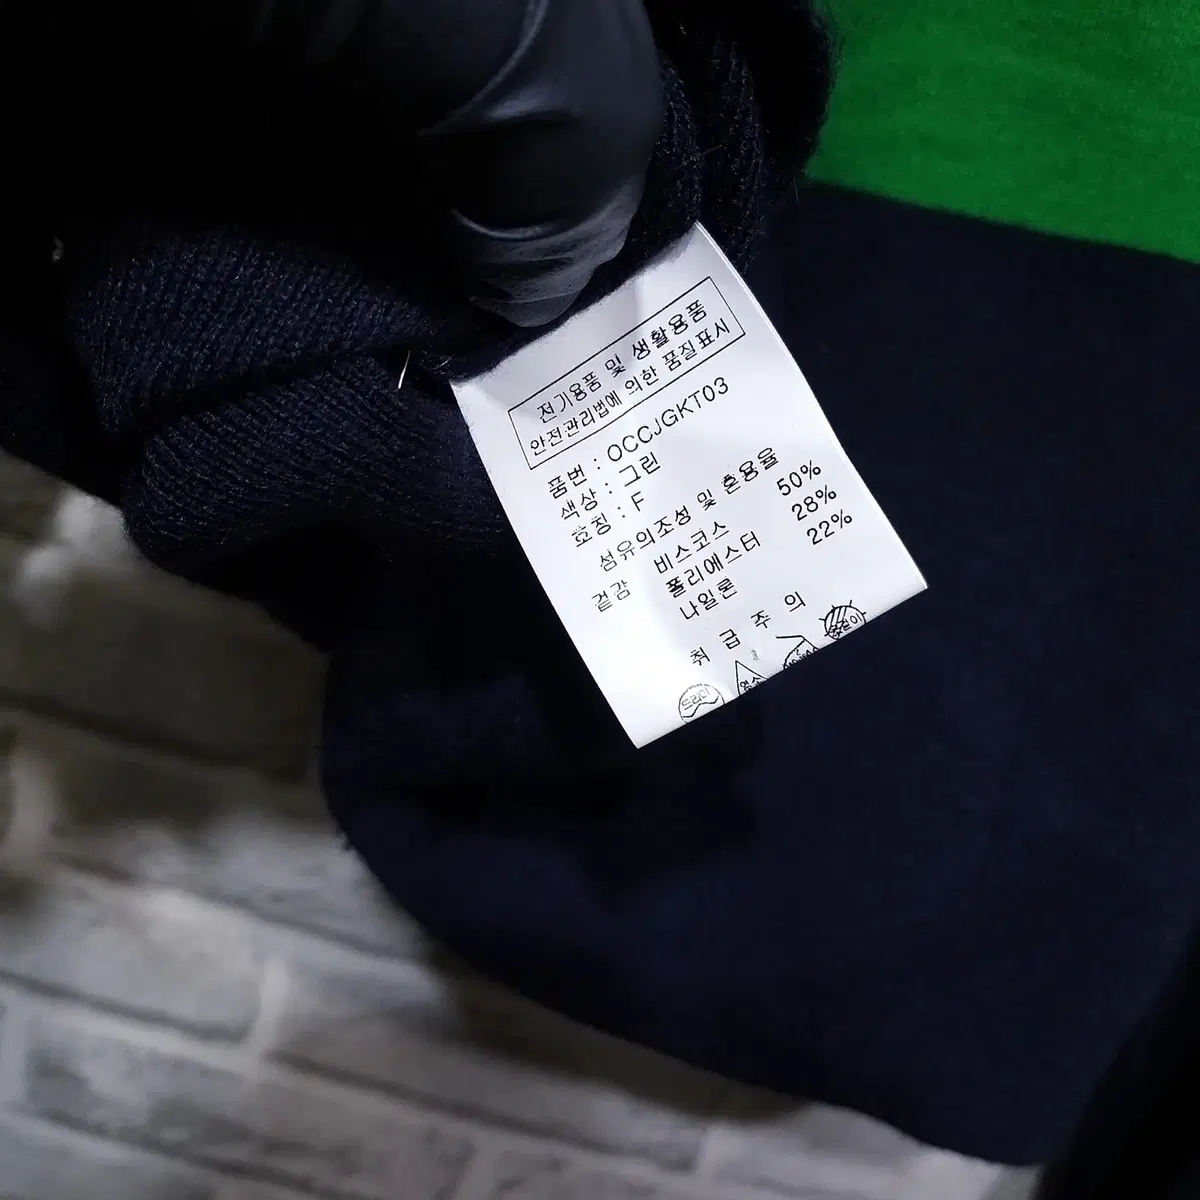 전기용품 및 생활용품
안전관리법에 의한 품질표시
품번 : OCCJGKT03
색상 : 그린
호칭 : F
섬유의조성 및 혼용율
겉감 비스코스 50%
폴리에스터 28%
나일론 22%
취급주의
드라이